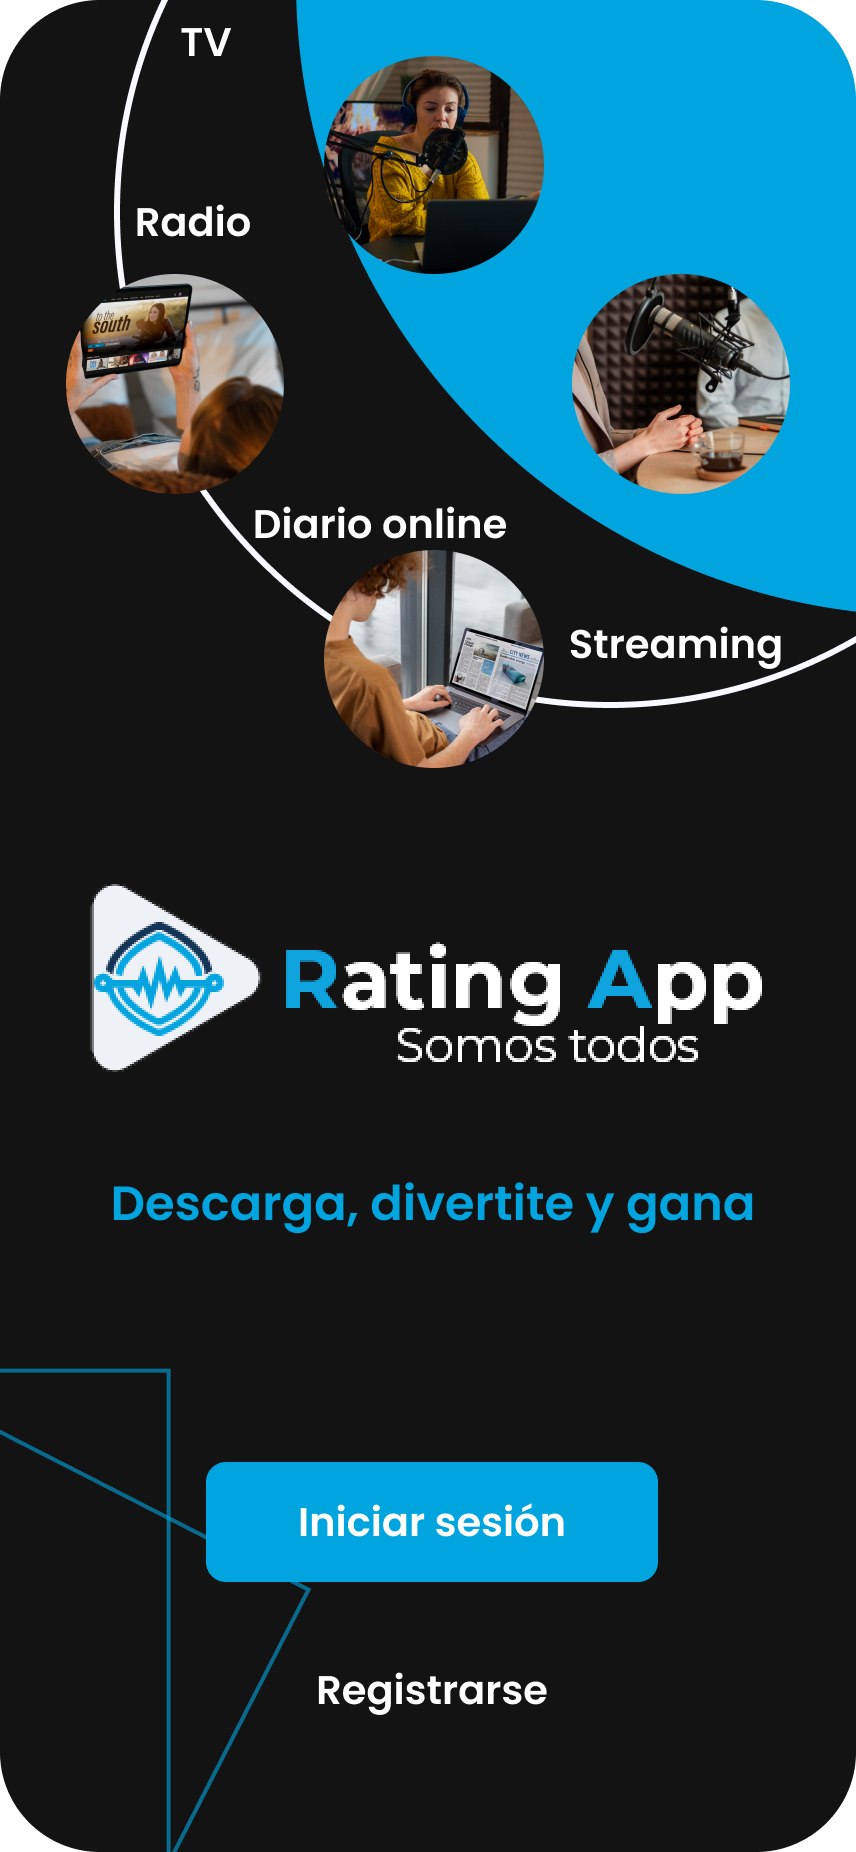 TV
Radio
to the
south
Diario online
CITY NEWS
Streaming
Rating App
Somos todos
Descarga, divertite y gana
Iniciar sesión
Registrarse